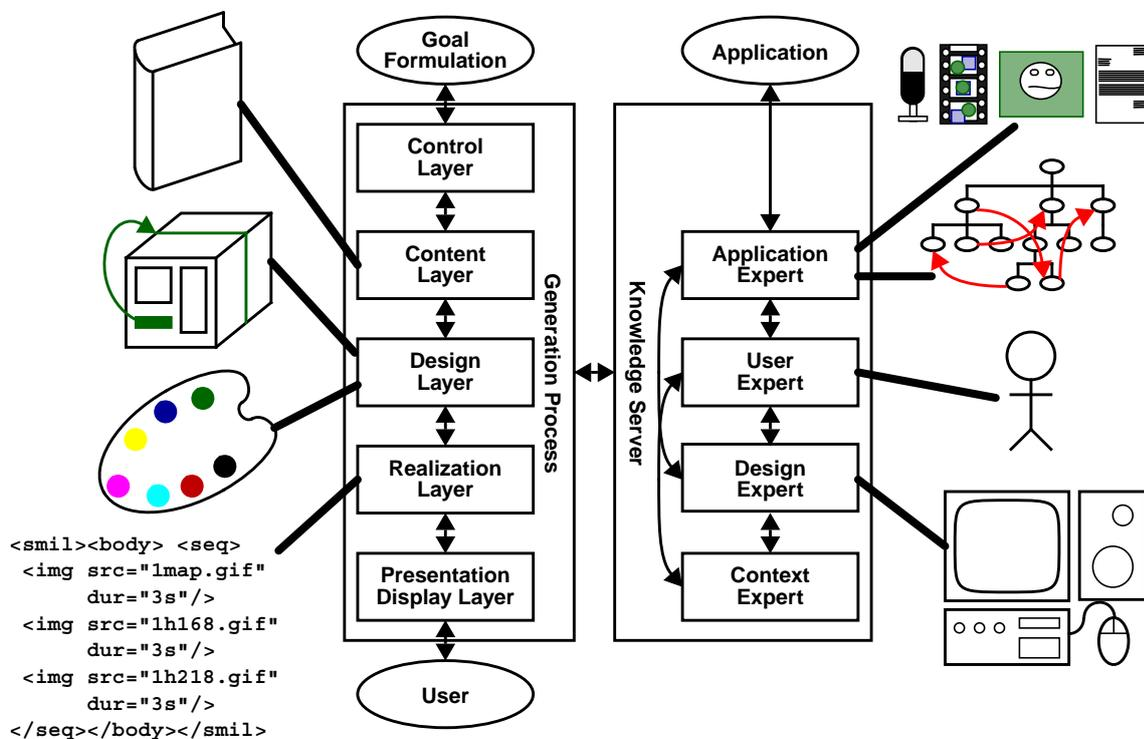 Goal
Formulation
Control
Layer
Content
Layer
Design
Layer
Realization
Layer
Presentation
Display Layer
User
Generation Process
Knowledge Server
Application
Application
Expert
User
Expert
Design
Expert
Context
Expert
<smil><body> <seq>
<img src="1map.gif"
dur="3s"/>
<img src="1h168.gif"
dur="3s"/>
<img src="1h218.gif"
dur="3s"/>
</seq></body></smil>